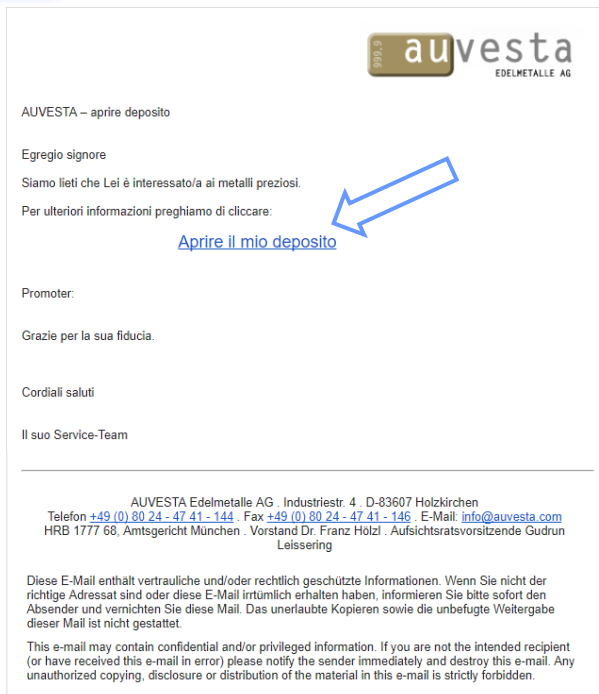 999.9
auvesta
EDELMETALLE AG
AUVESTA – aprire deposito
Egregio signore
Siamo lieti che Lei è interessato/a ai metalli preziosi.
Per ulteriori informazioni preghiamo di cliccare:
Aprire il mio deposito
Promoter:
Grazie per la sua fiducia.
Cordiali saluti
Il suo Service-Team
AUVESTA Edelmetalle AG . Industriestr. 4 . D-83607 Holzkirchen
Telefon +49 (0) 80 24 - 47 41 - 144 . Fax +49 (0) 80 24 - 47 41 - 146 . E-Mail: info@auvesta.com
HRB 1777 68, Amtsgericht München . Vorstand Dr. Franz Hölzl . Aufsichtsratsvorsitzende Gudrun
Leissering
Diese E-Mail enthält vertrauliche und/oder rechtlich geschützte Informationen. Wenn Sie nicht der
richtige Adressat sind oder diese E-Mail irrtümlich erhalten haben, informieren Sie bitte sofort den
Absender und vernichten Sie diese Mail. Das unerlaubte Kopieren sowie die unbefugte Weitergabe
dieser Mail ist nicht gestattet.
This e-mail may contain confidential and/or privileged information. If you are not the intended recipient
(or have received this e-mail in error) please notify the sender immediately and destroy this e-mail. Any
unauthorized copying, disclosure or distribution of the material in this e-mail is strictly forbidden.